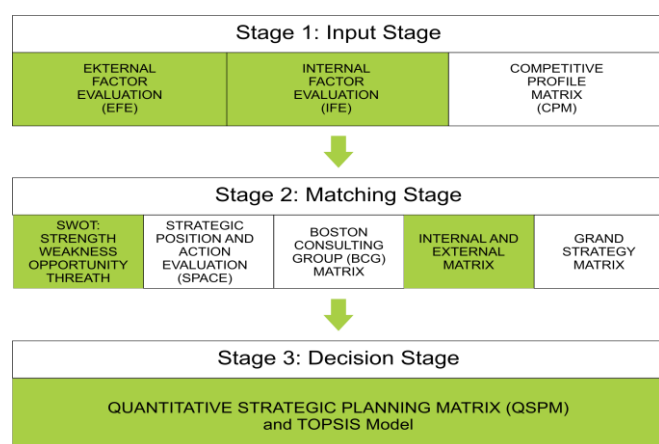 Stage 1: Input Stage
EKTERNAL
FACTOR
EVALUATION
(EFE)
INTERNAL
FACTOR
EVALUATION
(IFE)
COMPETITIVE
PROFILE
MATRIX
(CPM)
Stage 2: Matching Stage
SWOT:
STRENGTH
WEAKNESS
OPPORTUNITY
THREATH
STRATEGIC
POSITION AND
ACTION
EVALUATION
(SPACE)
BOSTON
CONSULTING
GROUP (BCG)
MATRIX
INTERNAL AND
EXTERNAL
MATRIX
GRAND
STRATEGY
MATRIX
Stage 3: Decision Stage
QUANTITATIVE STRATEGIC PLANNING MATRIX (QSPM)
and TOPSIS Model